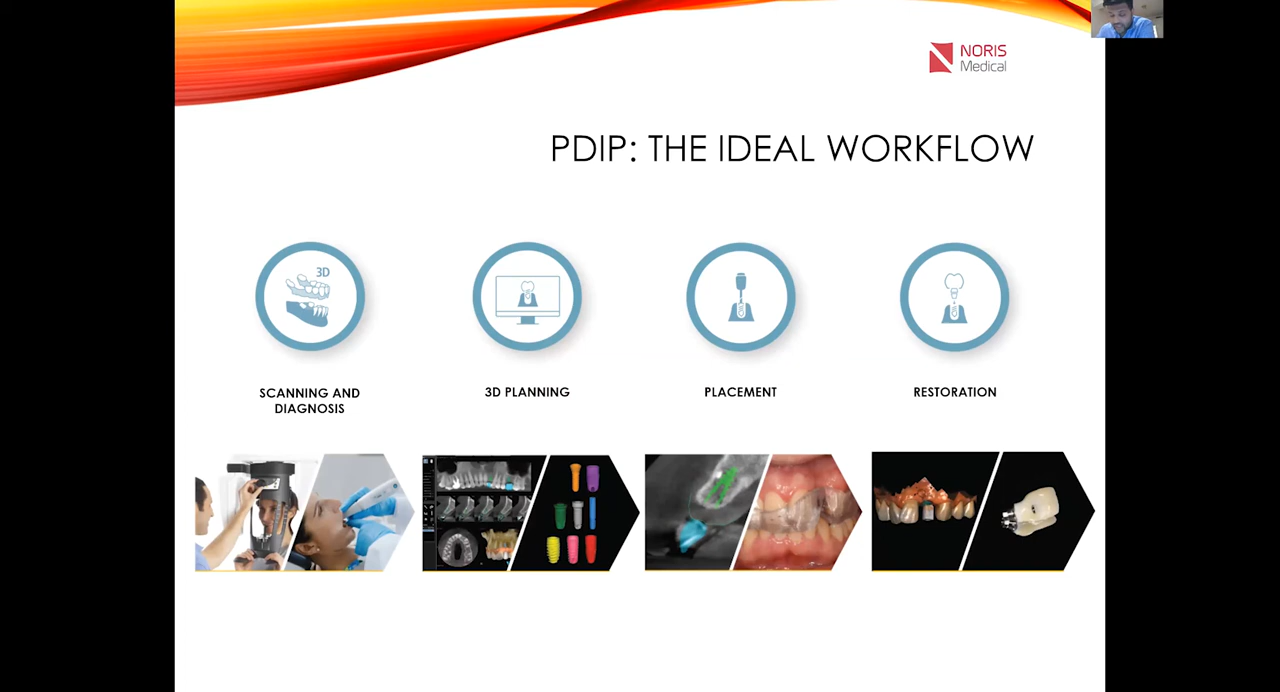 NORIS
Medical
PDIP: THE IDEAL WORKFLOW
3D
SCANNING AND
DIAGNOSIS
3D PLANNING
PLACEMENT
RESTORATION